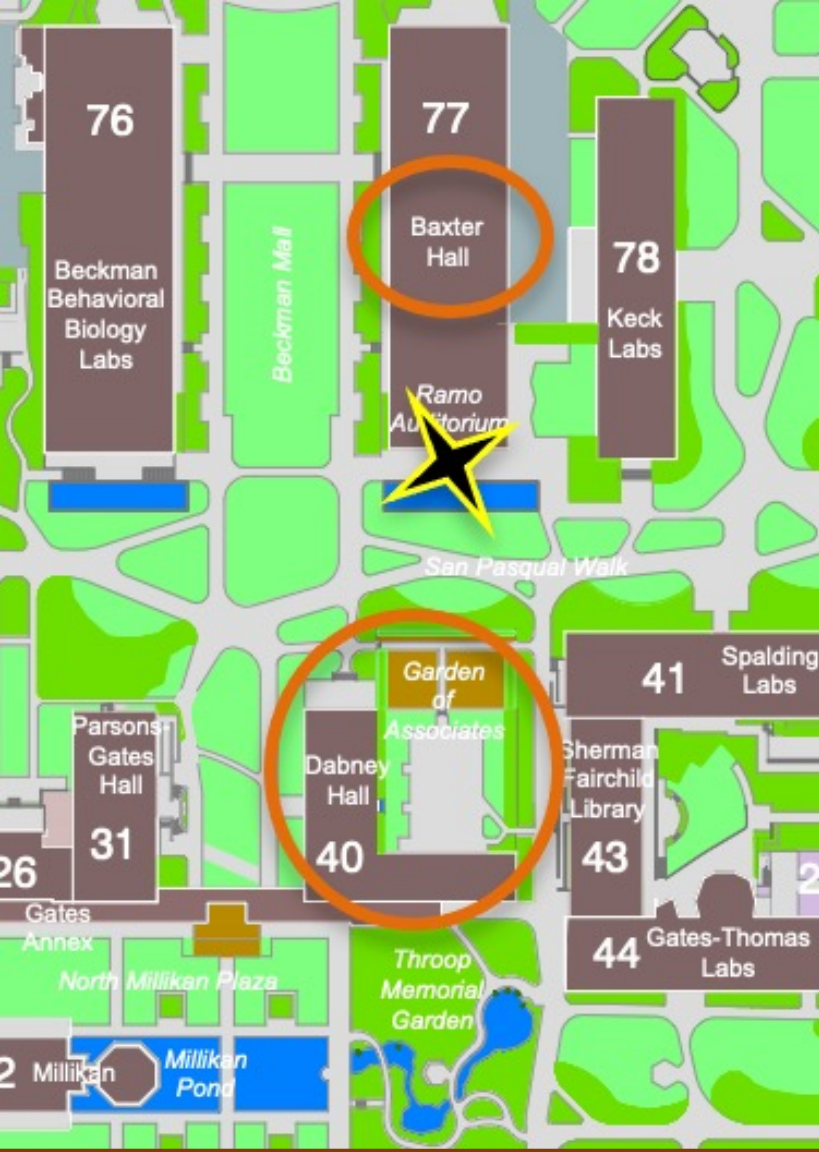 76
77
Baxter
Hall
Beckman Mall
78
Keck
Labs
Beckman
Behavioral
Biology
Labs
Ramo
Auditorium
San Pasqual Walk
Garden
of
Associates
41
Spalding
Labs
Parsons-
Gates
Hall
31
Dabney
Hall
40
Sherman
Fairchild
Library
43
26
2
Gates
Annex
44
Gates-Thomas
Labs
North Millikan Plaza
Throop
Memorial
Garden
2
Millikan
Millikan
Pond